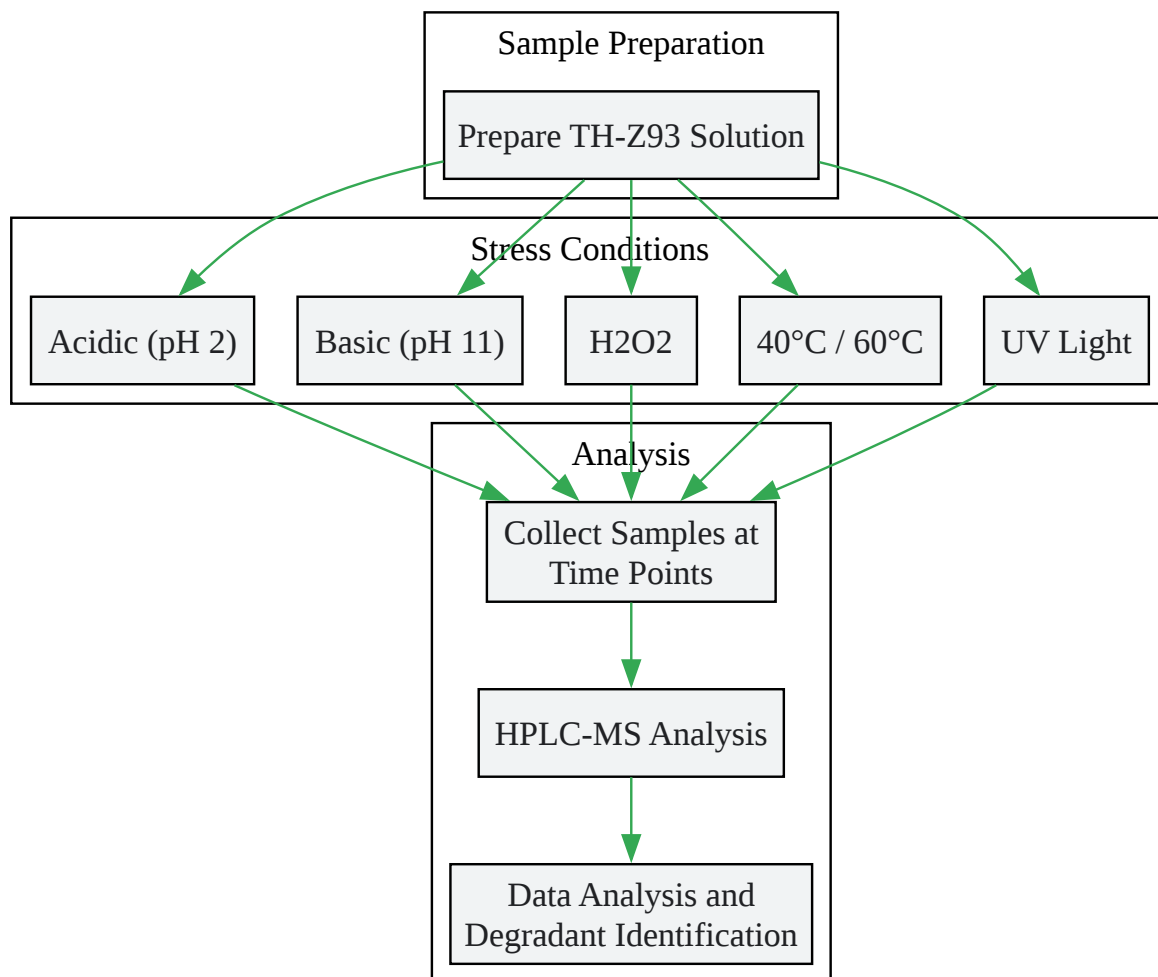 Sample Preparation
Prepare TH-Z93 Solution
Stress Conditions
Acidic (pH 2)
Basic (pH 11)
H2O2
40°C / 60°C
UV Light
Analysis
Collect Samples at
Time Points
HPLC-MS Analysis
Data Analysis and
Degradant Identification